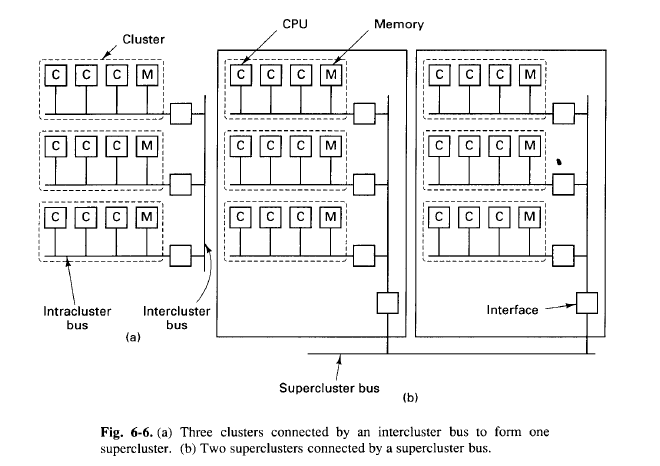 CPU
Memory
Cluster
C C C M C C C M C C C M
C C C M C C C M C C C M
C C C M C C C M C C C M
Intracluster
bus
Intercluster
bus
Interface
(a)
Supercluster bus
(b)
Fig. 6-6. (a) Three clusters connected by an intercluster bus to form one
supercluster. (b) Two superclusters connected by a supercluster bus.